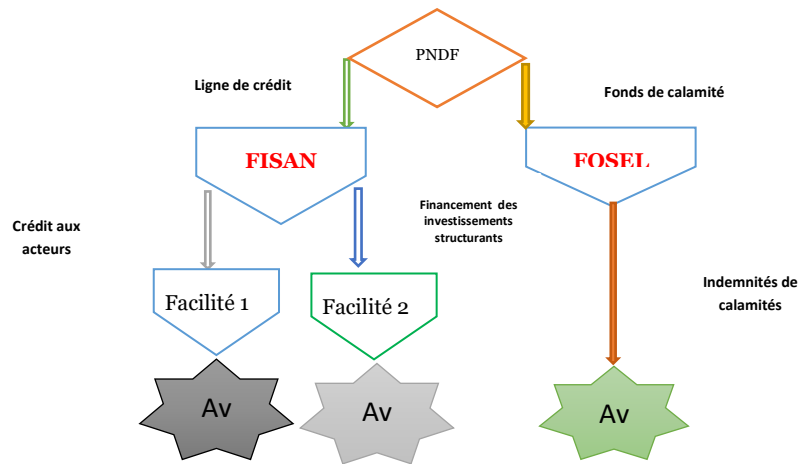 PNDF
Ligne de crédit
Fonds de calamité
FISAN
FOSEL
Crédit aux
acteurs
Financement des
investissements
structurants
Indemnités de
calamités
Facilité 1
Facilité 2
Av
Av
Av